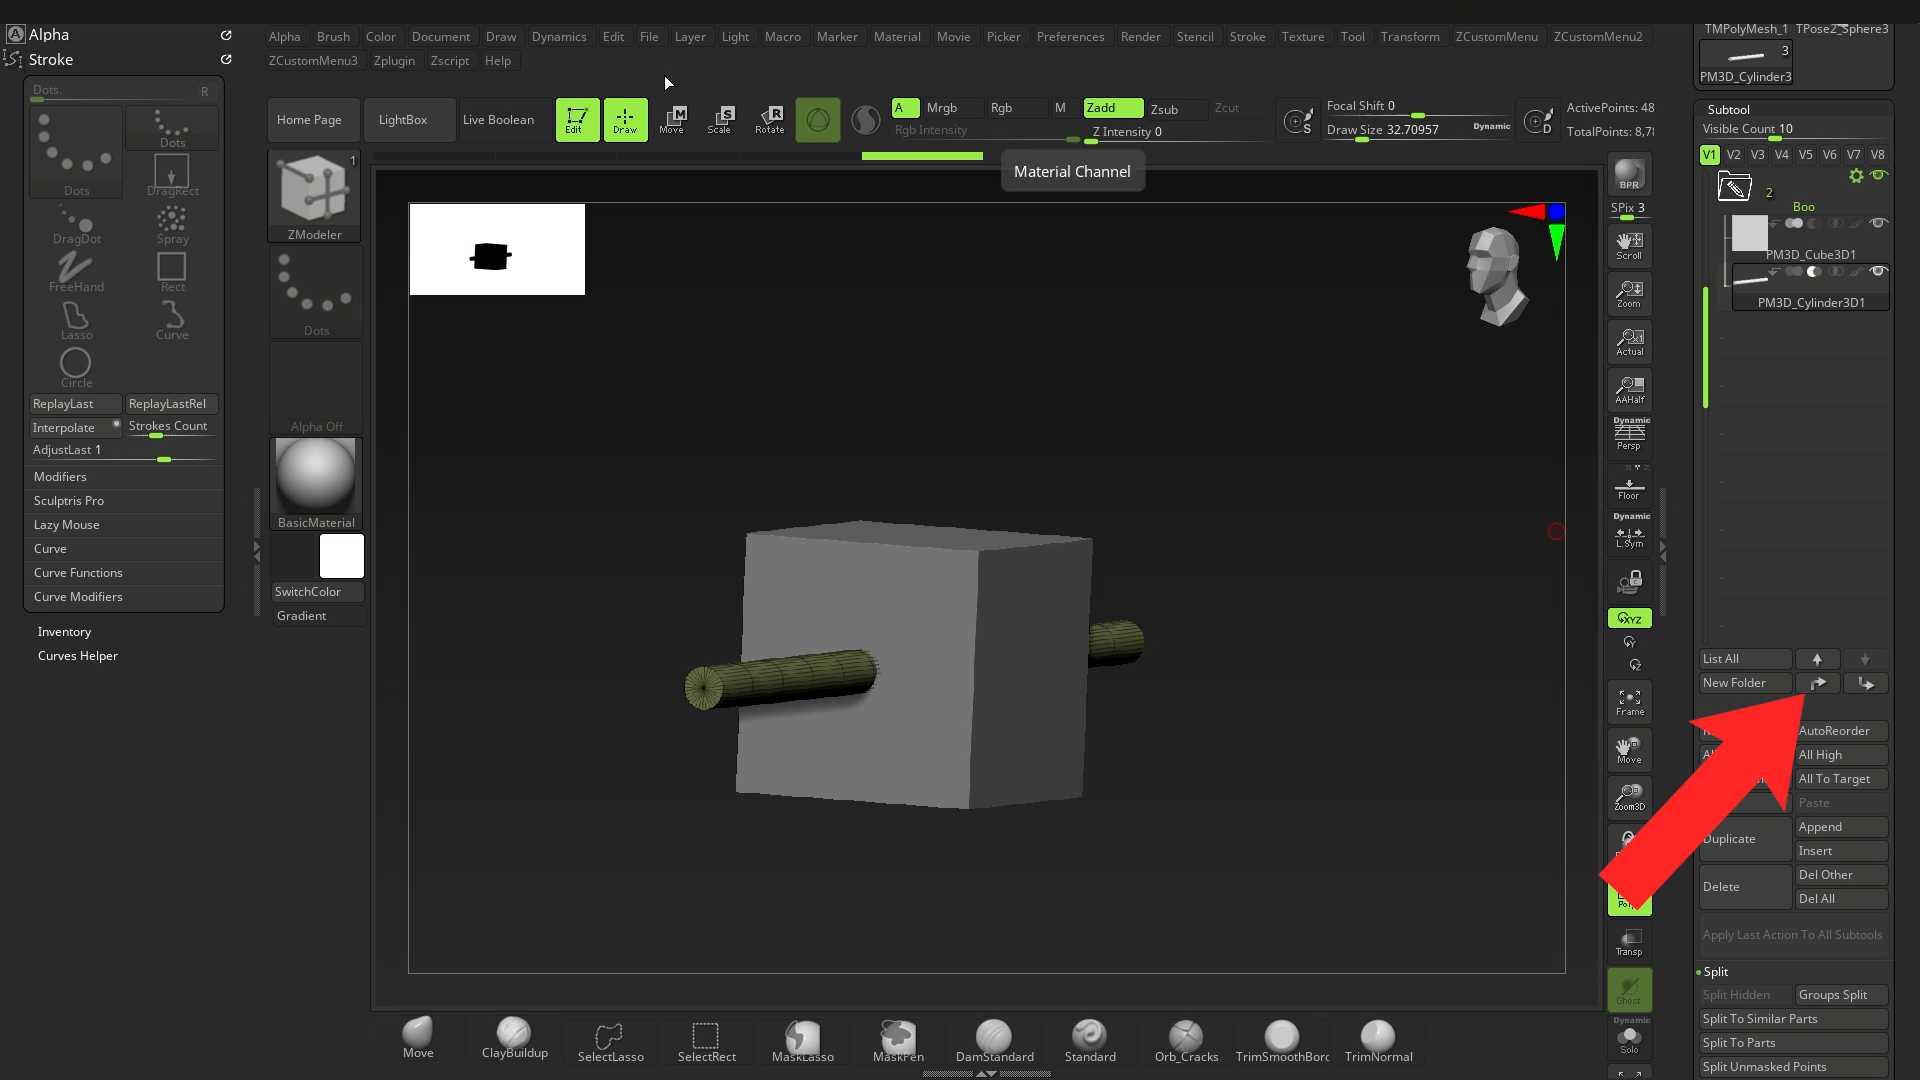 Alpha
Stroke
Dots.
R
Dots
Dots
DragRect
DragDot
Spray
FreeHand
Rect
Lasso
Curve
Circle
ReplayLast
ReplayLastRel
Interpolate
Strokes Count
AdjustLast 1
Modifiers
Sculptris Pro
Lazy Mouse
Curve
Curve Functions
Curve Modifiers
Inventory
Curves Helper
Alpha Brush Color Document Draw Dynamics Edit File Layer Light Macro Marker Material Movie Picker Preferences Render Stencil Stroke Texture Tool Transform ZCustomMenu ZCustomMenu2
ZCustomMenu3 Zplugin Zscript Help
Home Page
LightBox
Live Boolean
Edit
Draw
M
Move
S
Scale
R
Rotate
A
Mrgb
Rgb
M
Zadd
Zsub
Zcut
Rgb Intensity
Z Intensity 0
S
Focal Shift 0
Draw Size 32.70957
Dynamic
D
ActivePoints: 48
TotalPoints: 8,78
Material Channel
1
ZModeler
Dots
Alpha Off
BasicMaterial
SwitchColor
Gradient
BPR
SPix 3
Scroll
Zoom
Actual
AAHalf
Dynamic
Persp
Floor
Dynamic
L.Sym
XYZ
Y
Z
Frame
Move
Zoom3D
Transp
Ghost
Dynamic
Solo
TMPolyMesh_1
TPose2_Sphere3
3
PM3D_Cylinder3
Subtool
Visible Count 10
V1 V2 V3 V4 V5 V6 V7 V8
2
Boo
PM3D_Cube3D1
PM3D_Cylinder3D1
List All
New Folder
AutoReorder
All High
All To Target
Paste
Duplicate
Append
Insert
Delete
Del Other
Del All
Apply Last Action To All Subtools
Split
Split Hidden
Groups Split
Split To Similar Parts
Split To Parts
Split Unmasked Points
Move
ClayBuildup
SelectLasso
SelectRect
MaskLasso
MaskPen
DamStandard
Standard
Orb_Cracks
TrimSmoothBorc
TrimNormal